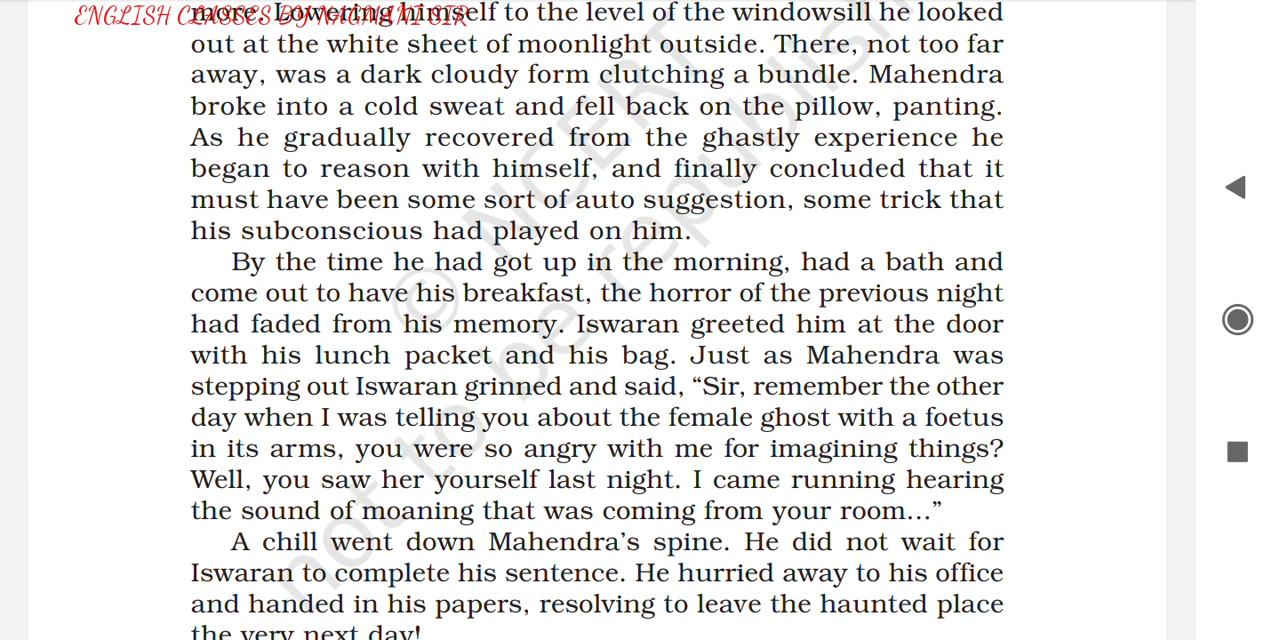 ENGLISH CLASSES BY NAGMANI SIR
more. Lowering himself to the level of the windowsill he looked
out at the white sheet of moonlight outside. There, not too far
away, was a dark cloudy form clutching a bundle. Mahendra
broke into a cold sweat and fell back on the pillow, panting.
As he gradually recovered from the ghastly experience he
began to reason with himself, and finally concluded that it
must have been some sort of auto suggestion, some trick that
his subconscious had played on him.
By the time he had got up in the morning, had a bath and
come out to have his breakfast, the horror of the previous night
had faded from his memory. Iswaran greeted him at the door
with his lunch packet and his bag. Just as Mahendra was
stepping out Iswaran grinned and said, “Sir, remember the other
day when I was telling you about the female ghost with a foetus
in its arms, you were so angry with me for imagining things?
Well, you saw her yourself last night. I came running hearing
the sound of moaning that was coming from your room...”
A chill went down Mahendra’s spine. He did not wait for
Iswaran to complete his sentence. He hurried away to his office
and handed in his papers, resolving to leave the haunted place
the very next day!
© NCERT
not to be republish